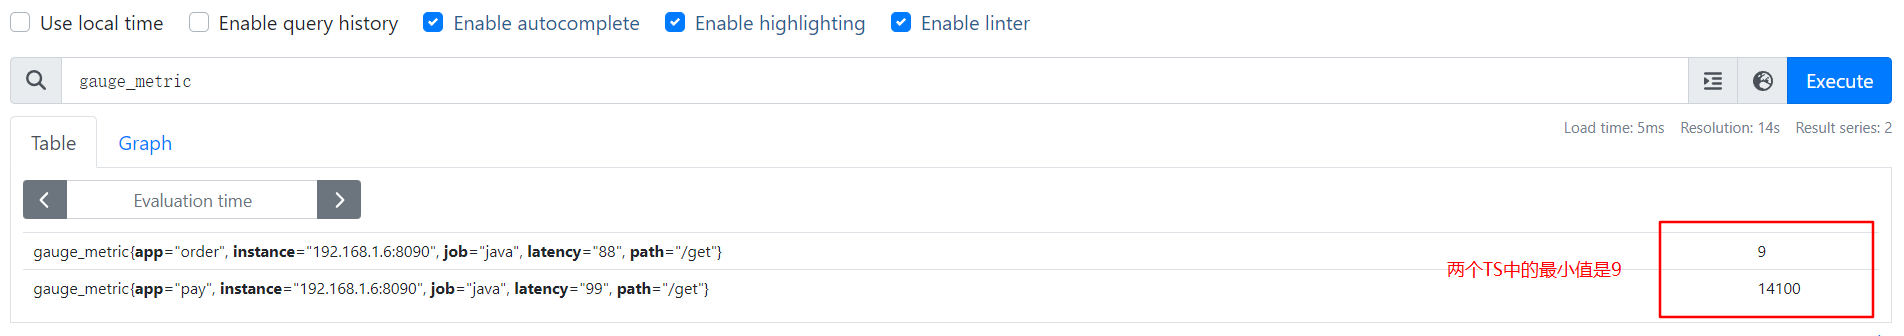 Use local time Enable query history Enable autocomplete Enable highlighting Enable linter
gauge_metric Execute
Table Graph Load time: 5ms Resolution: 14s Result series: 2
Evaluation time
gauge_metric{app="order", instance="192.168.1.6:8090", job="java", latency="88", path="/get"} 9
两个TS中的最小值是9
gauge_metric{app="pay", instance="192.168.1.6:8090", job="java", latency="99", path="/get"} 14100